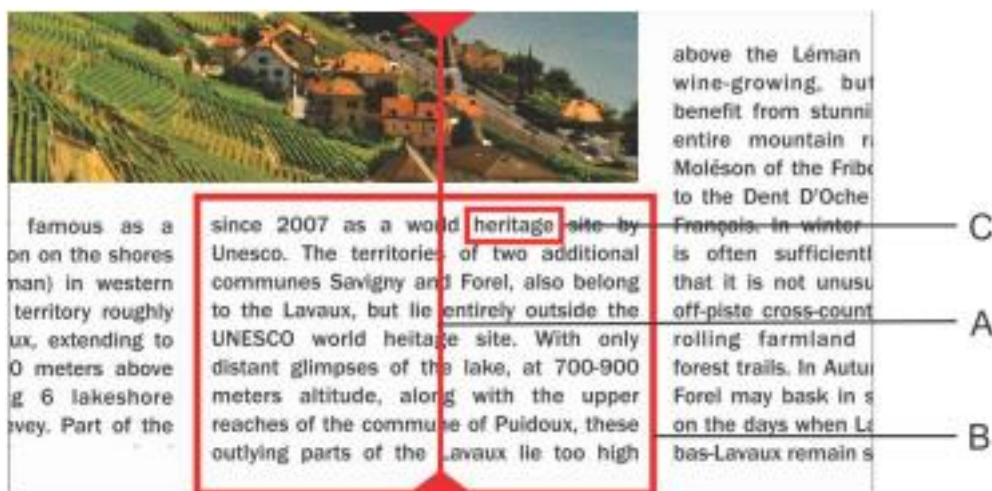 famous as a
on on the shores
man) in western
territory roughly
ux, extending to
0 meters above
g 6 lakeshore
evey. Part of the
since 2007 as a world heritage site by
Unesco. The territories of two additional
communes Savigny and Forel, also belong
to the Lavaux, but lie entirely outside the
UNESCO world heritage site. With only
distant glimpses of the lake, at 700-900
meters altitude, along with the upper
reaches of the commune of Puidoux, these
outlying parts of the Lavaux lie too high
above the Léman
wine-growing, but
benefit from stunni
entire mountain r
Moléson of the Fribo
to the Dent D'Oche
François. In winter
is often sufficientl
that it is not unusu
off-piste cross-count
rolling farmland
forest trails. In Autu
Forel may bask in s
on the days when La
bas-Lavaux remain s
C
A
B